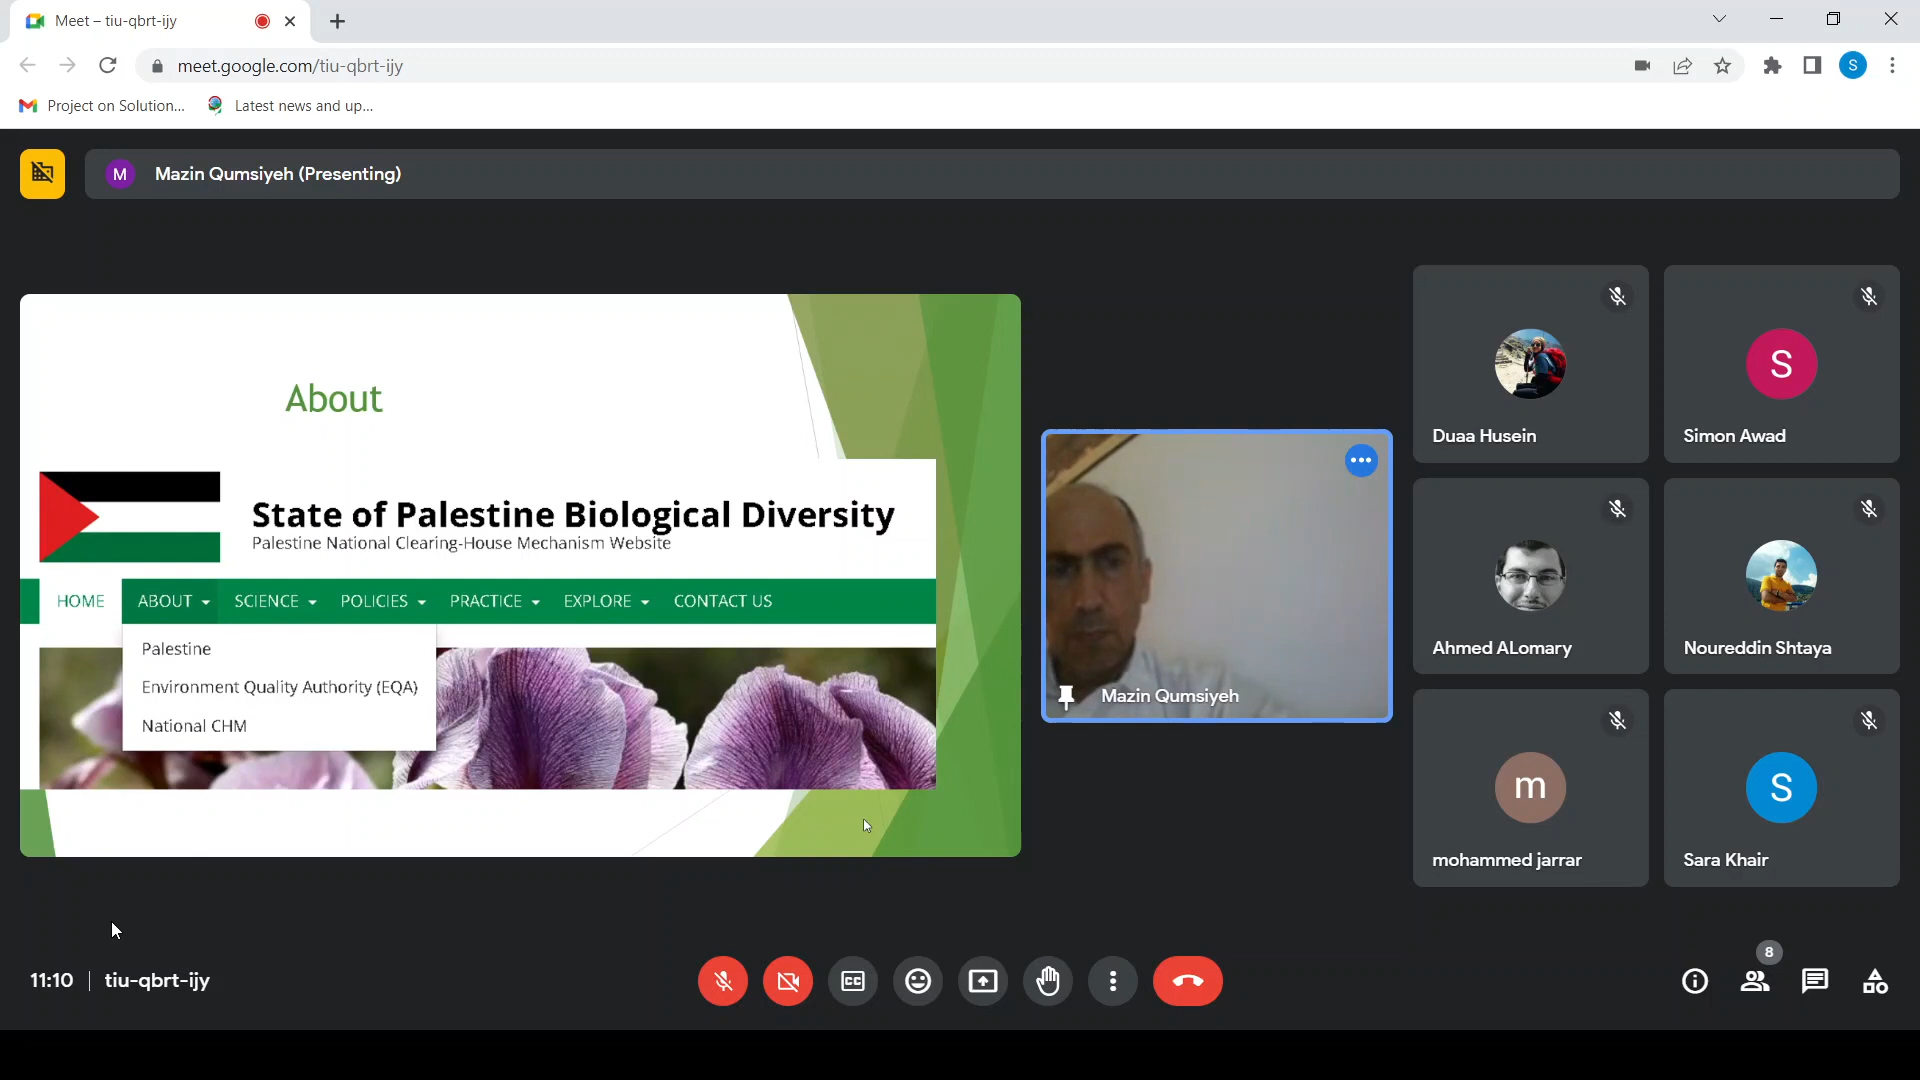 Meet – tiu-qbrt-ijy
meet.google.com/tiu-qbrt-ijy
S
Project on Solution...
Latest news and up...
M
Mazin Qumsiyeh (Presenting)
About
State of Palestine Biological Diversity
Palestine National Clearing-House Mechanism Website
HOME ABOUT SCIENCE POLICIES PRACTICE EXPLORE CONTACT US
Palestine
Environment Quality Authority (EQA)
National CHM
Mazin Qumsiyeh
Duaa Husein
S
Simon Awad
Ahmed ALomary
Noureddin Shtaya
m
mohammed jarrar
S
Sara Khair
11:10 | tiu-qbrt-ijy
CC
8